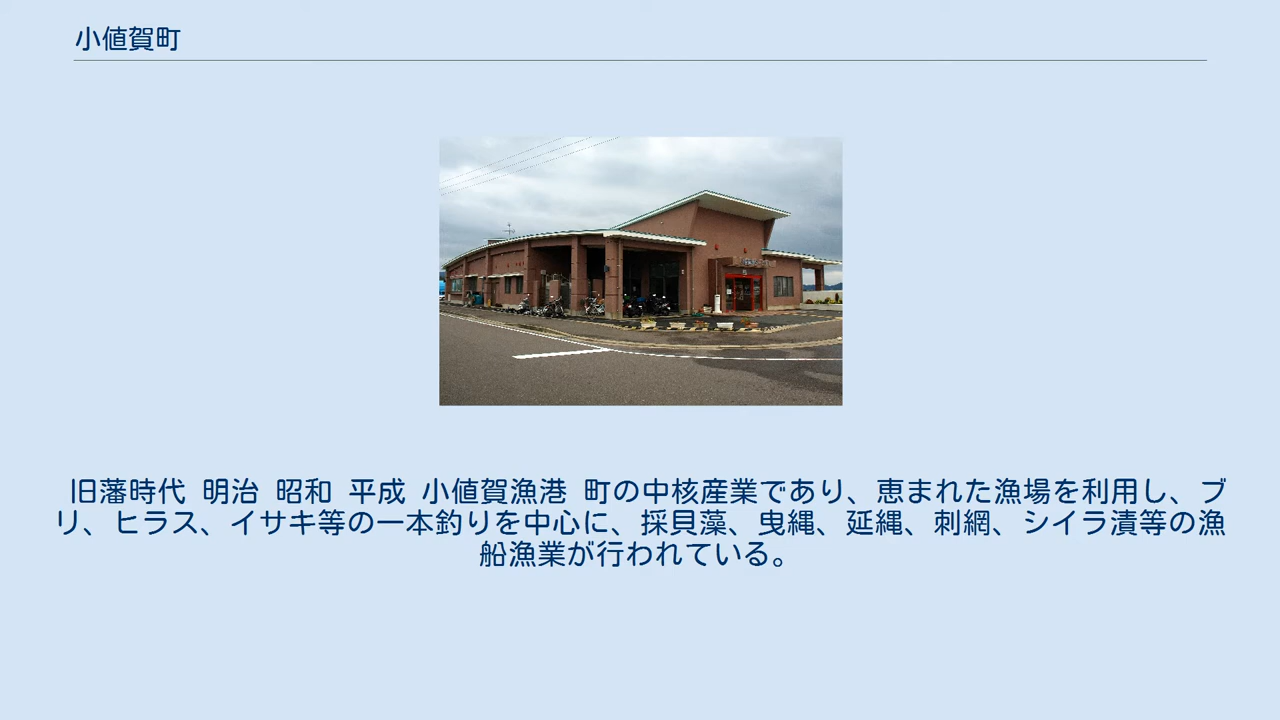 小値賀町
旧藩時代 明治 昭和 平成 小値賀漁港 町の中核産業であり、恵まれた漁場を利用し、ブ
リ、ヒラス、イサキ等の一本釣りを中心に、採貝藻、曳縄、延縄、刺網、シイラ漬等の漁
船漁業が行われている。